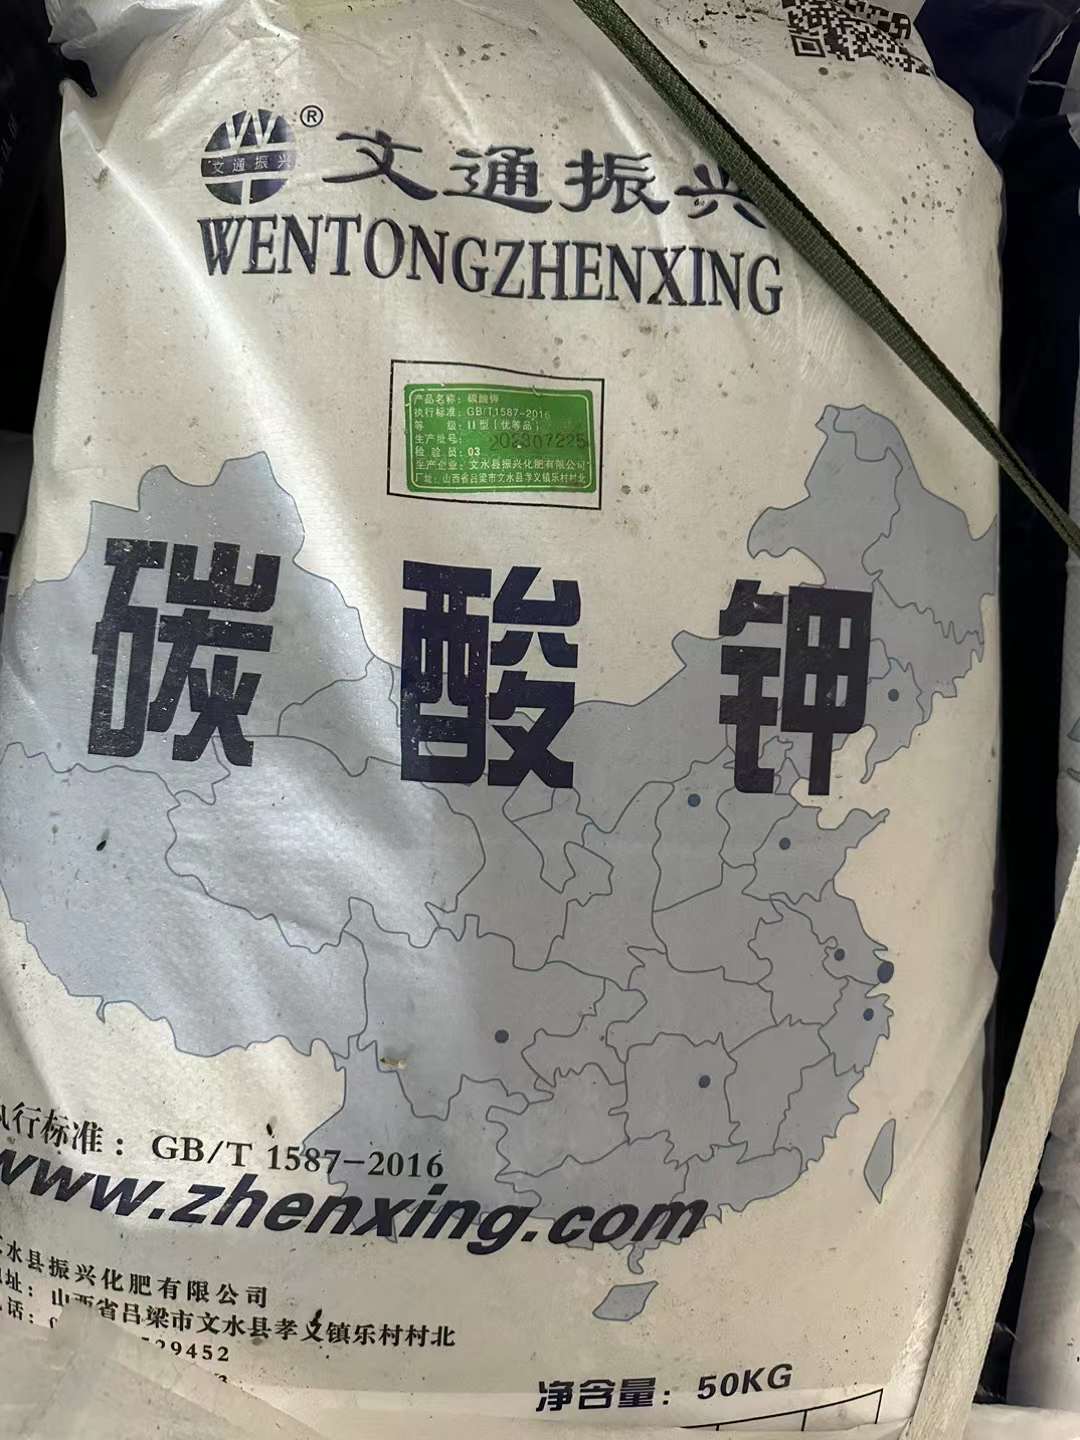 文通振兴
®
文通振兴
WENTONGZHENXING
产品名称：碳酸钾
执行标准：GB/T1587-2016
等 级：II型（优等品）
生产批号：202307225
检 验 员：03
生产企业：文水县振兴化肥有限公司
厂址：山西省吕梁市文水县孝义镇乐村村北
碳酸钾
执行标准：GB/T 1587-2016
www.zhenxing.com
文水县振兴化肥有限公司
地址：山西省吕梁市文水县孝义镇乐村村北
话：
529452
净含量：50KG